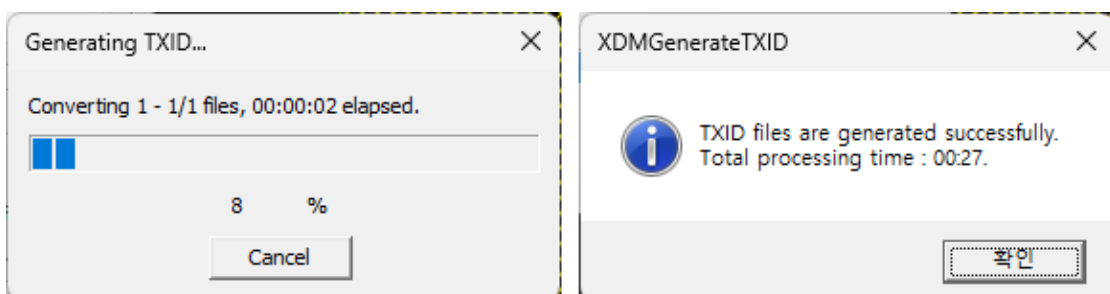 Generating TXID...
Converting 1 - 1/1 files, 00:00:02 elapsed.
8 %
Cancel
XDMGenerateTXID
TXID files are generated successfully.
Total processing time : 00:27.
확인